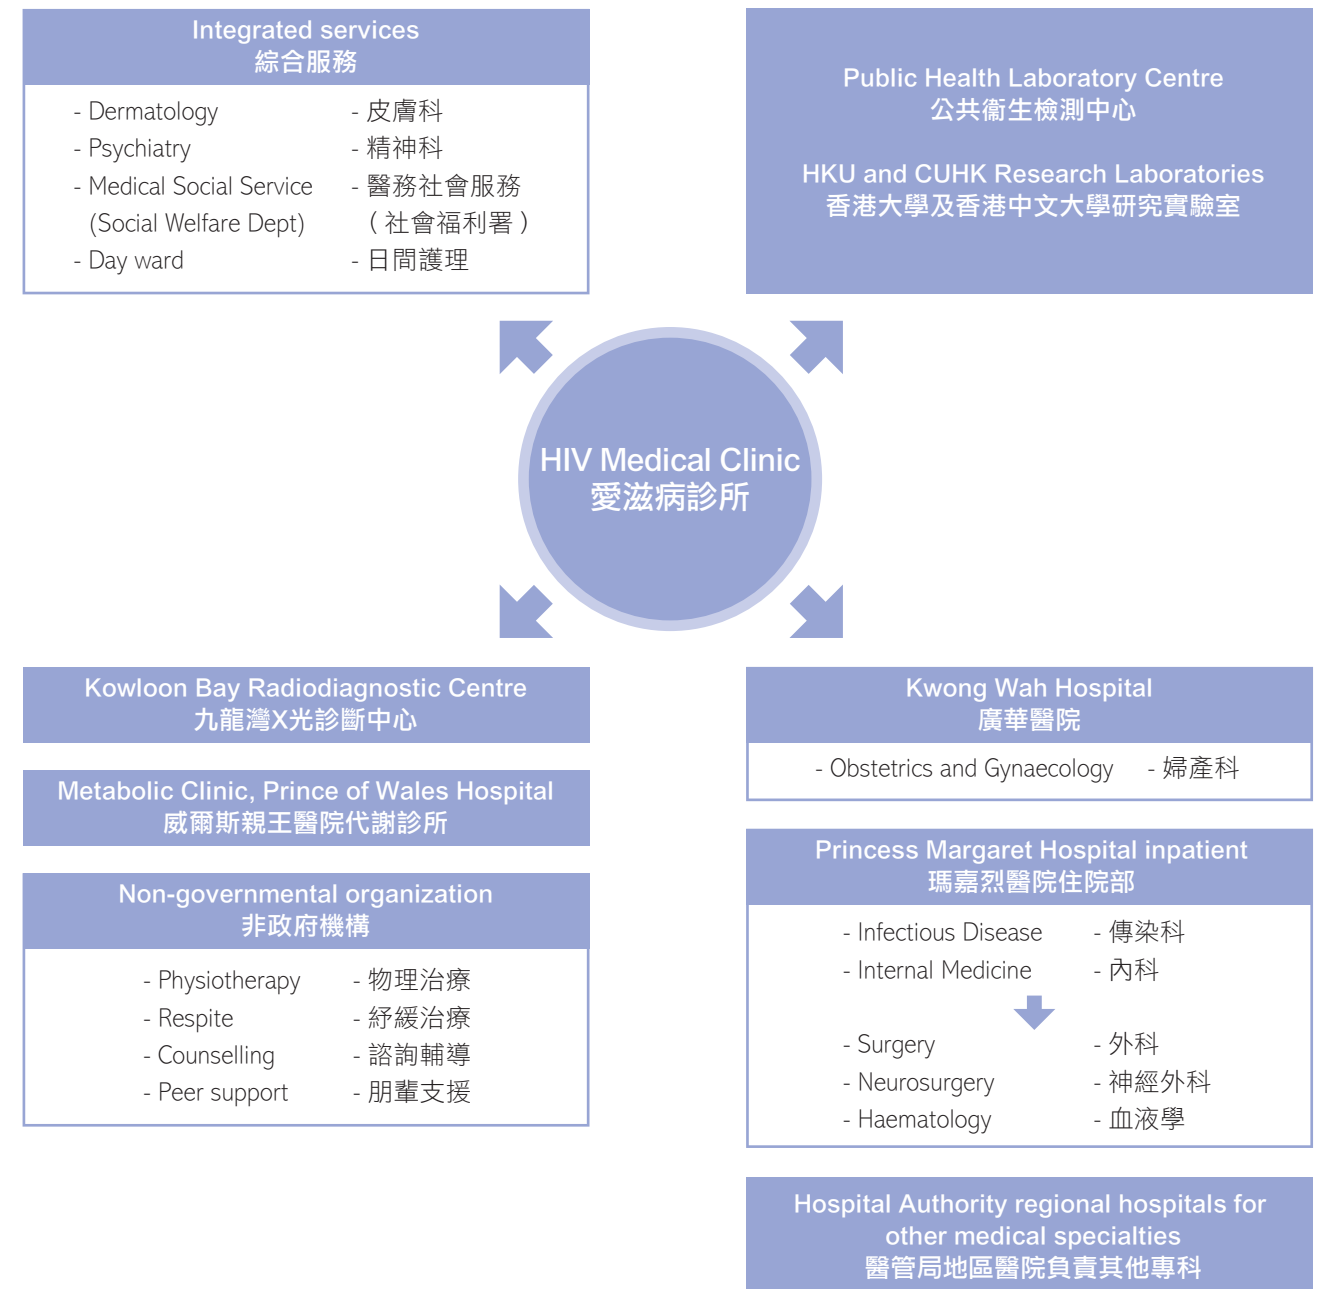 Integrated services
綜合服務
- Dermatology - 皮膚科
- Psychiatry - 精神科
- Medical Social Service - 醫務社會服務
(Social Welfare Dept) （社會福利署）
- Day ward - 日間護理
Public Health Laboratory Centre
公共衞生檢測中心
HKU and CUHK Research Laboratories
香港大學及香港中文大學研究實驗室
HIV Medical Clinic
愛滋病診所
Kowloon Bay Radiodiagnostic Centre
九龍灣X光診斷中心
Metabolic Clinic, Prince of Wales Hospital
威爾斯親王醫院代謝診所
Non-governmental organization
非政府機構
- Physiotherapy - 物理治療
- Respite - 紓緩治療
- Counselling - 諮詢輔導
- Peer support - 朋輩支援
Kwong Wah Hospital
廣華醫院
- Obstetrics and Gynaecology - 婦產科
Princess Margaret Hospital inpatient
瑪嘉烈醫院住院部
- Infectious Disease - 傳染科
- Internal Medicine - 內科
- Surgery - 外科
- Neurosurgery - 神經外科
- Haematology - 血液學
Hospital Authority regional hospitals for
other medical specialties
醫管局地區醫院負責其他專科